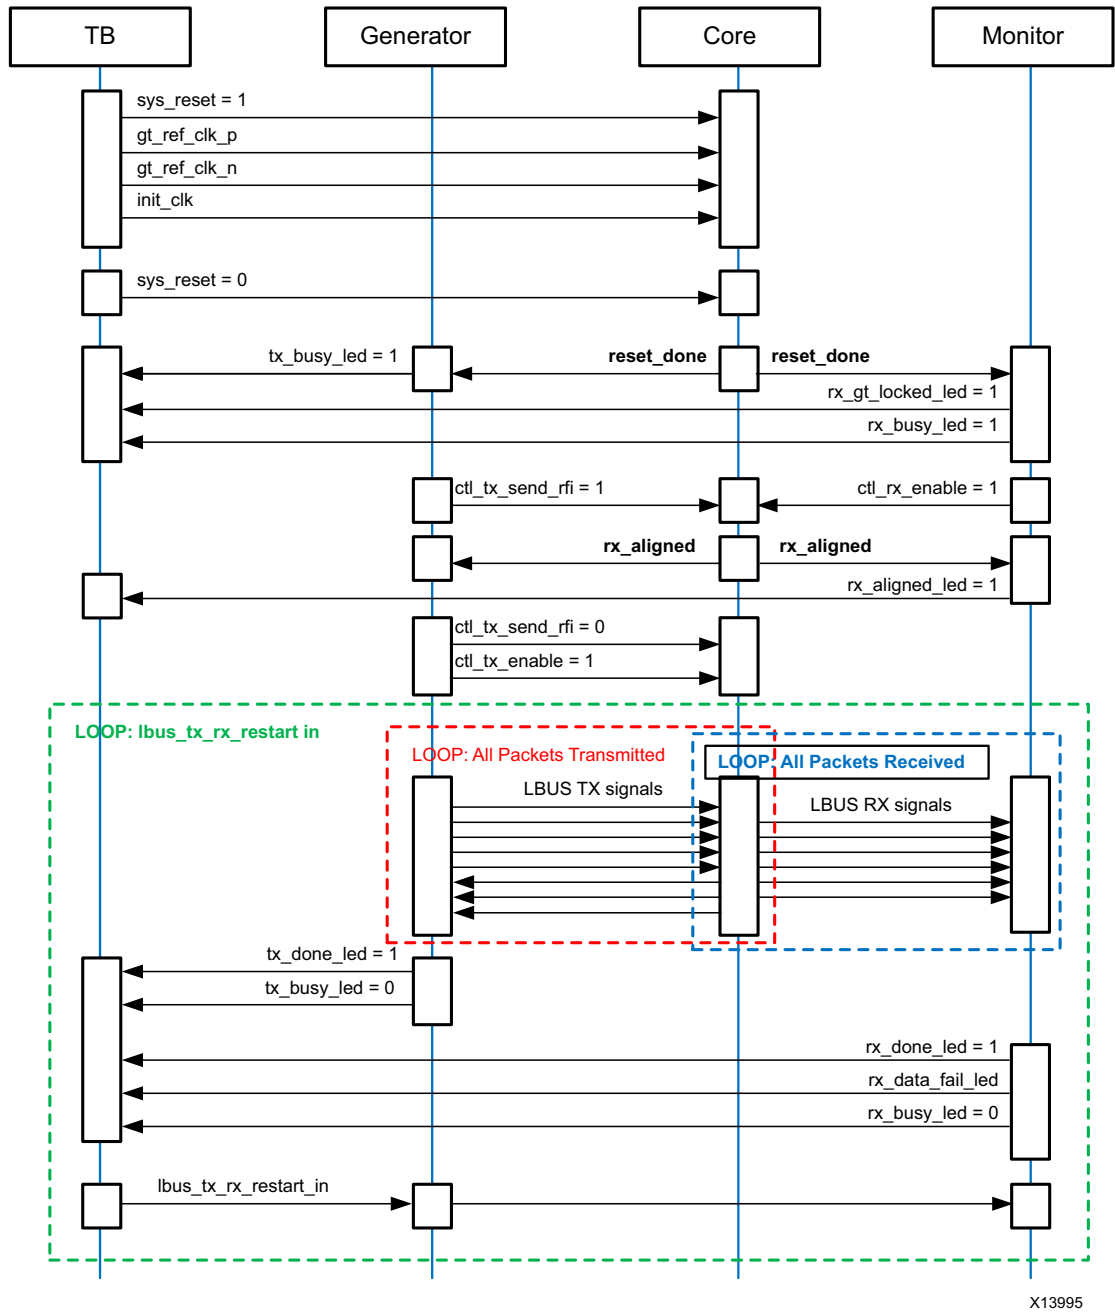 TB
Generator
Core
Monitor
sys_reset = 1
gt_ref_clk_p
gt_ref_clk_n
init_clk
sys_reset = 0
tx_busy_led = 1
reset_done
reset_done
rx_gt_locked_led = 1
rx_busy_led = 1
ctl_tx_send_rfi = 1
ctl_rx_enable = 1
rx_aligned
rx_aligned
rx_aligned_led = 1
ctl_tx_send_rfi = 0
ctl_tx_enable = 1
LOOP: lbus_tx_rx_restart in
LOOP: All Packets Transmitted
LOOP: All Packets Received
LBUS TX signals
LBUS RX signals
tx_done_led = 1
tx_busy_led = 0
rx_done_led = 1
rx_data_fail_led
rx_busy_led = 0
lbus_tx_rx_restart_in
X13995